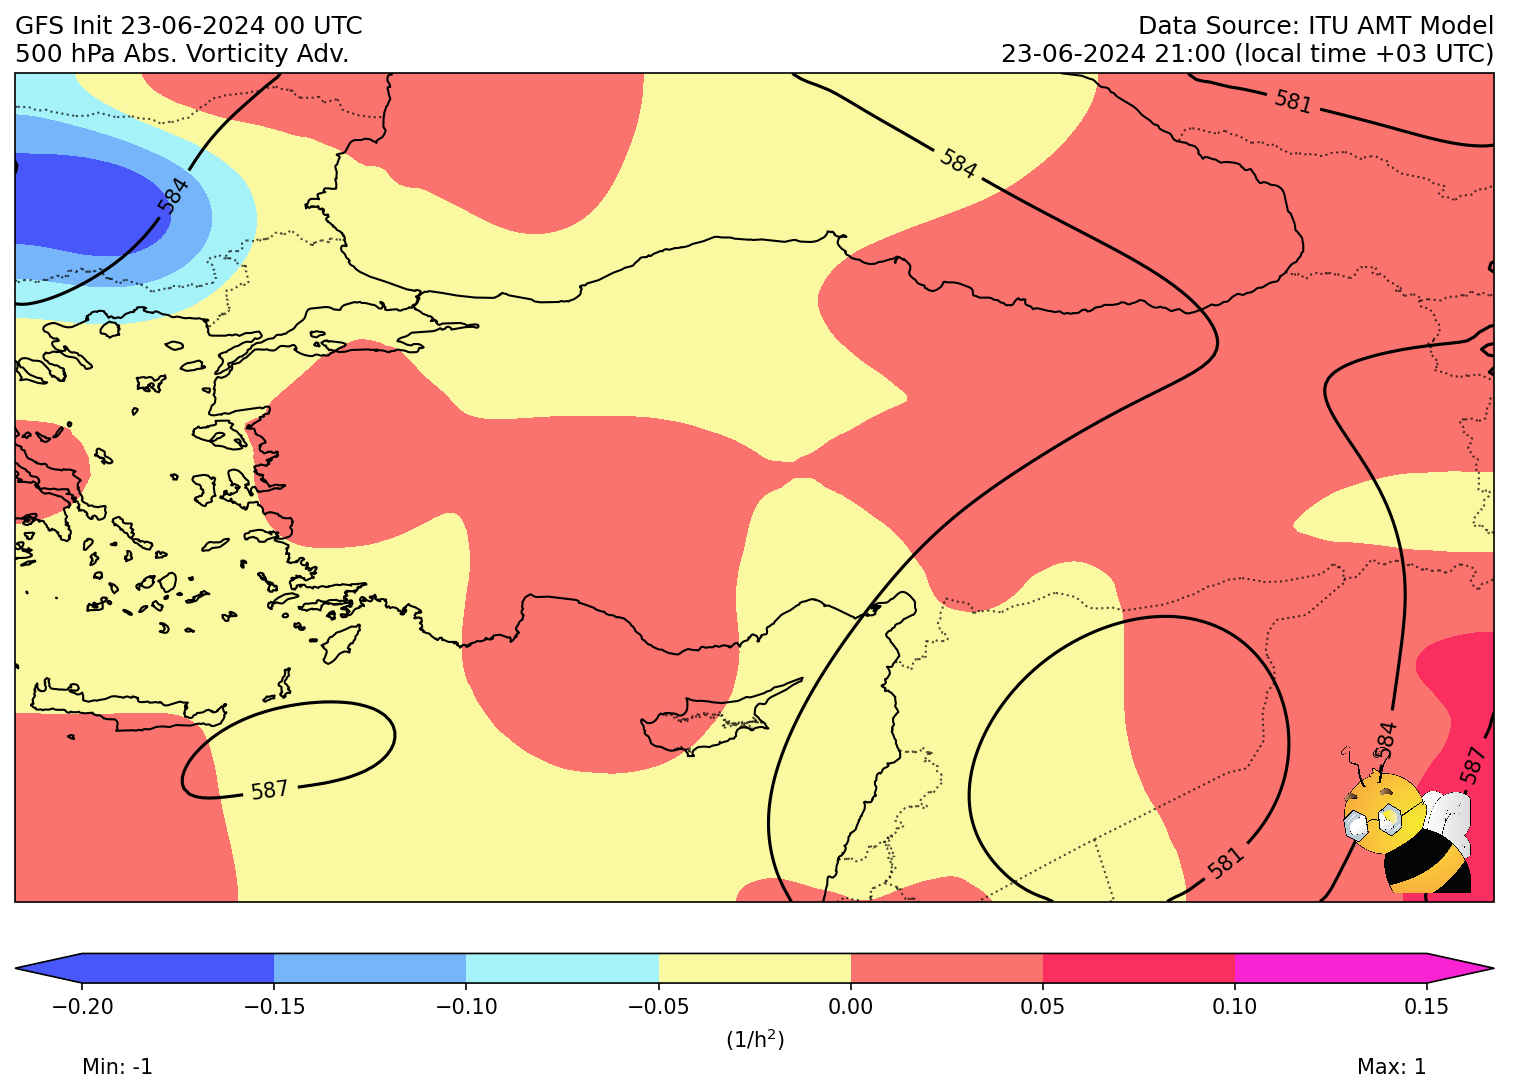 GFS Init 23-06-2024 00 UTC
Data Source: ITU AMT Model
500 hPa Abs. Vorticity Adv.
23-06-2024 21:00 (local time +03 UTC)
581
584
584
587
584
587
581
−0.20
−0.15
−0.10
−0.05
0.00
0.05
0.10
0.15
(1/h²)
Min: -1
Max: 1